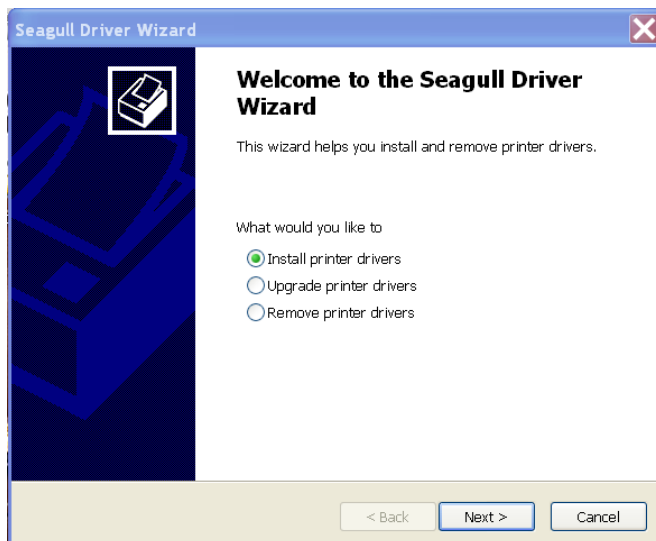 Seagull Driver Wizard
Welcome to the Seagull Driver
Wizard
This wizard helps you install and remove printer drivers.
What would you like to
Install printer drivers
Upgrade printer drivers
Remove printer drivers
< Back Next > Cancel